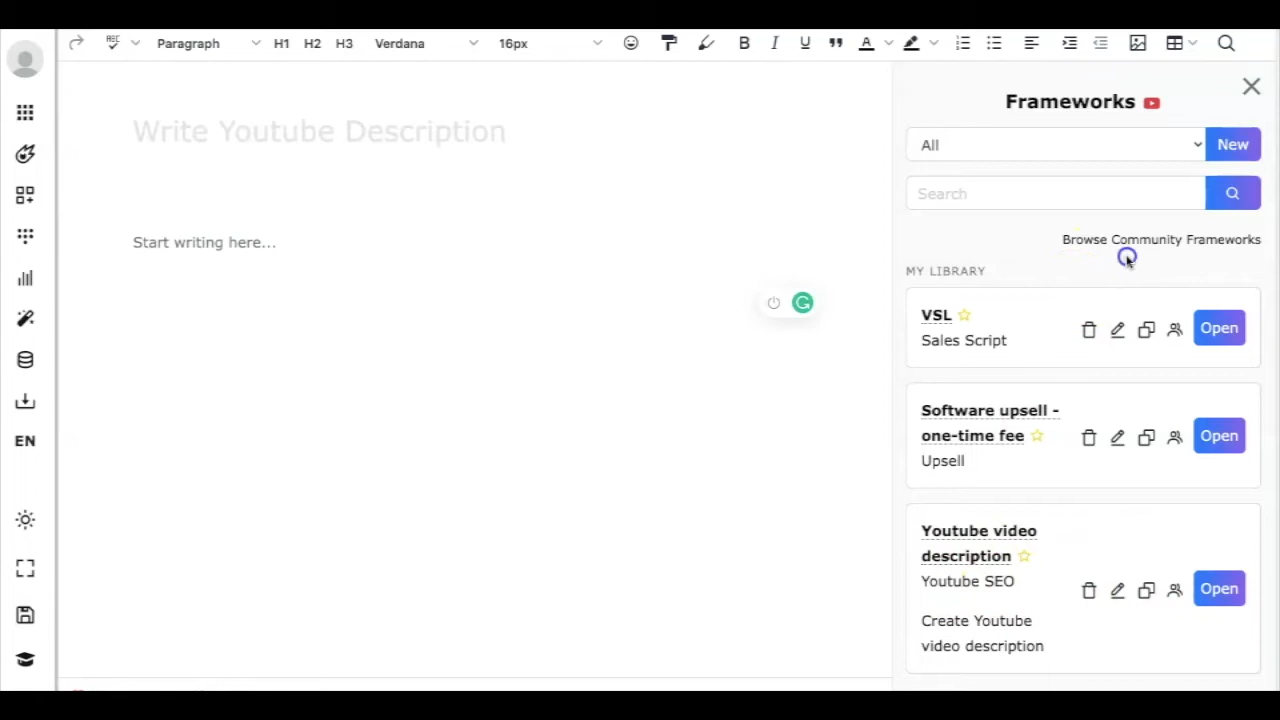 ABC Paragraph H1 H2 H3 Verdana 16px B I U A
Frameworks
All New
Write Youtube Description
Search
Browse Community Frameworks
Start writing here...
MY LIBRARY
VSL
Sales Script
Open
Software upsell -
one-time fee
Upsell
Open
EN
Youtube video
description
Youtube SEO
Create Youtube
video description
Open